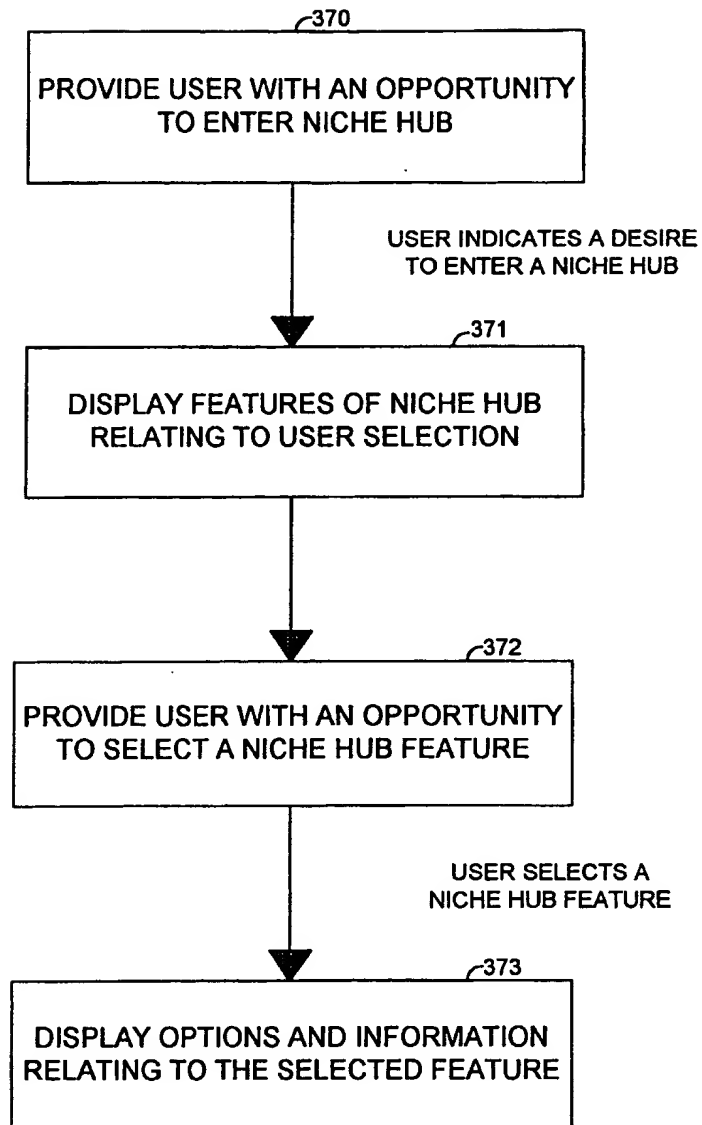 370
PROVIDE USER WITH AN OPPORTUNITY
TO ENTER NICHE HUB
USER INDICATES A DESIRE
TO ENTER A NICHE HUB
371
DISPLAY FEATURES OF NICHE HUB
RELATING TO USER SELECTION
372
PROVIDE USER WITH AN OPPORTUNITY
TO SELECT A NICHE HUB FEATURE
USER SELECTS A
NICHE HUB FEATURE
373
DISPLAY OPTIONS AND INFORMATION
RELATING TO THE SELECTED FEATURE